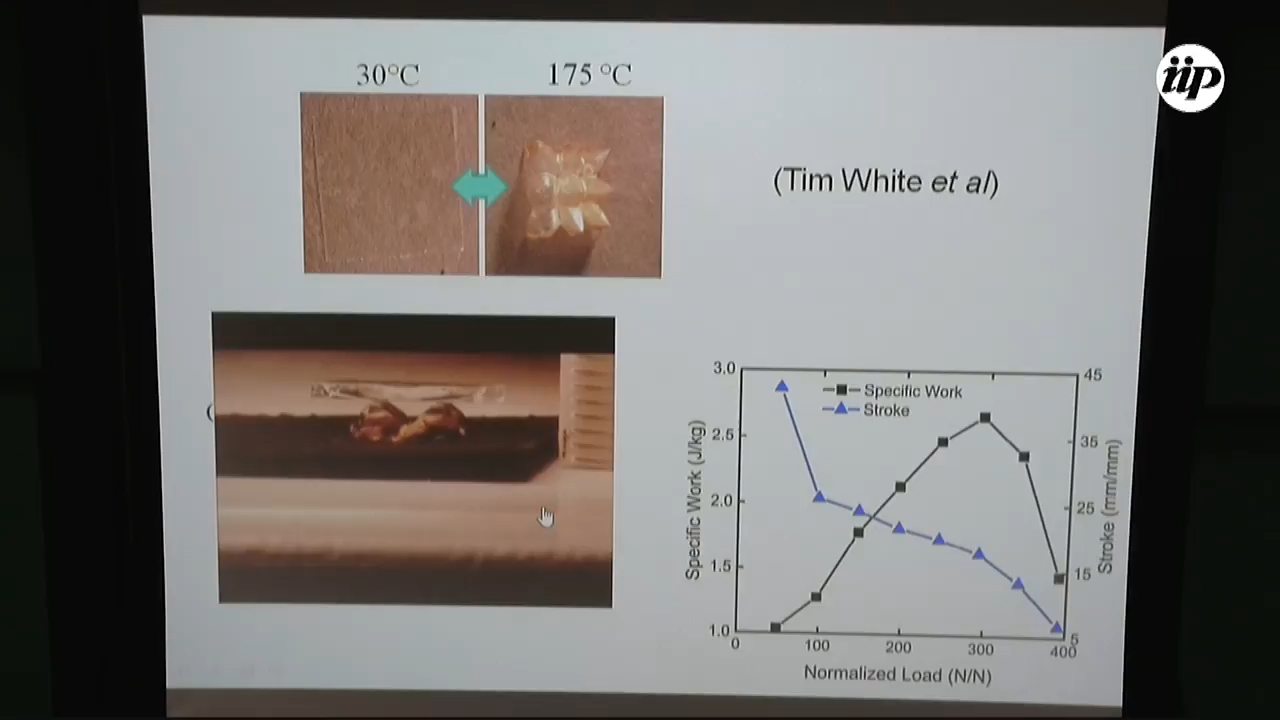 30°C
175 °C
iip
(Tim White et al)
(
3.0
2.5
2.0
1.5
1.0
Specific Work (J/kg)
Specific Work
Stroke
45
35
25
15
5
Stroke (mm/mm)
0
100
200
300
400
Normalized Load (N/N)